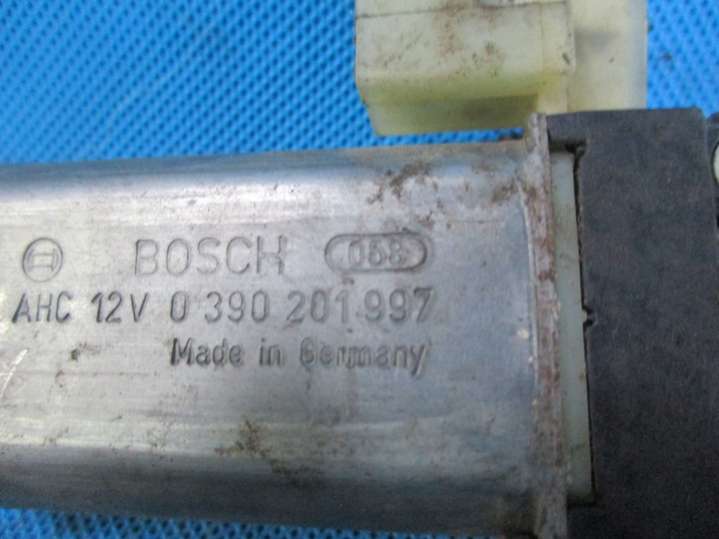 BOSCH 068
AHC 12V 0 390 201 997
Made in Germany